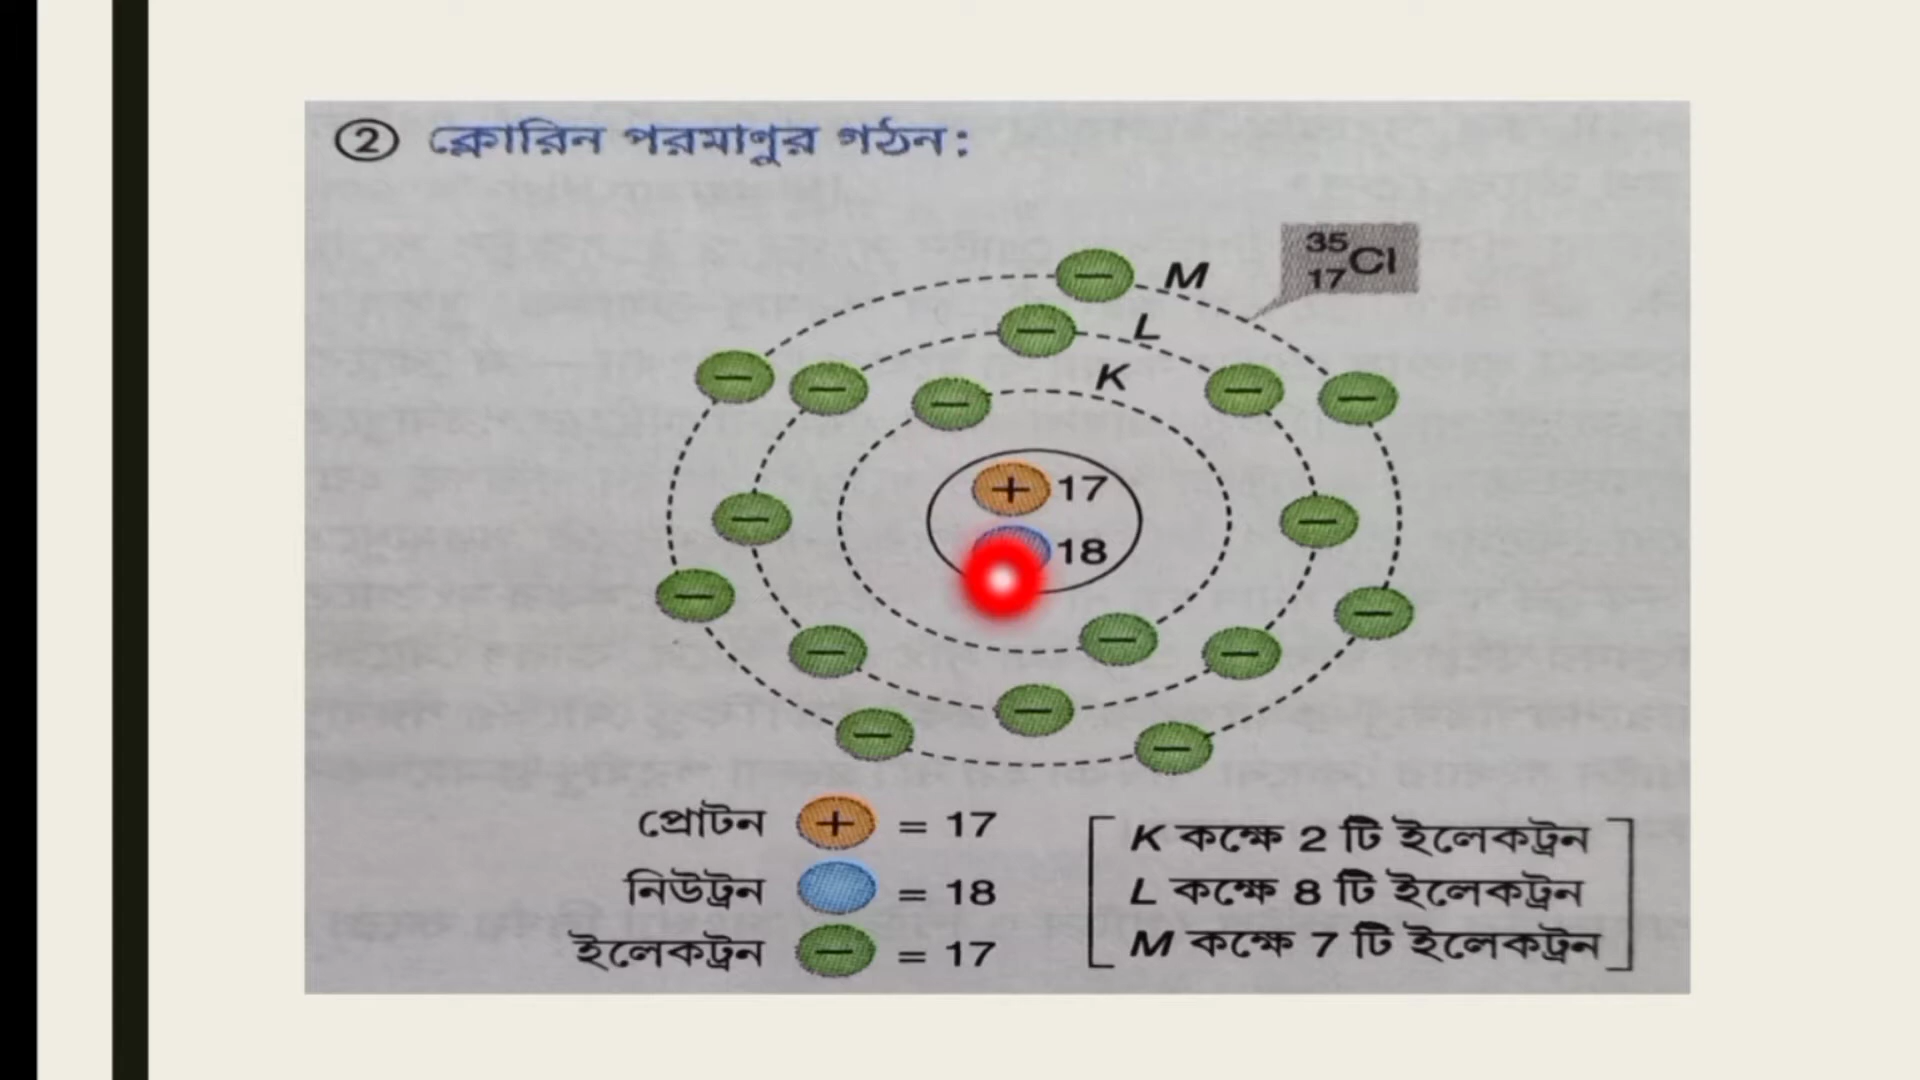 ② ক্লোরিন পরমাণুর গঠন:
35
17Cl
M
L
K
+ 17
18
প্রোটন + = 17
নিউট্রন = 18
ইলেকট্রন − = 17
K কক্ষে 2 টি ইলেকট্রন
L কক্ষে 8 টি ইলেকট্রন
M কক্ষে 7 টি ইলেকট্রন